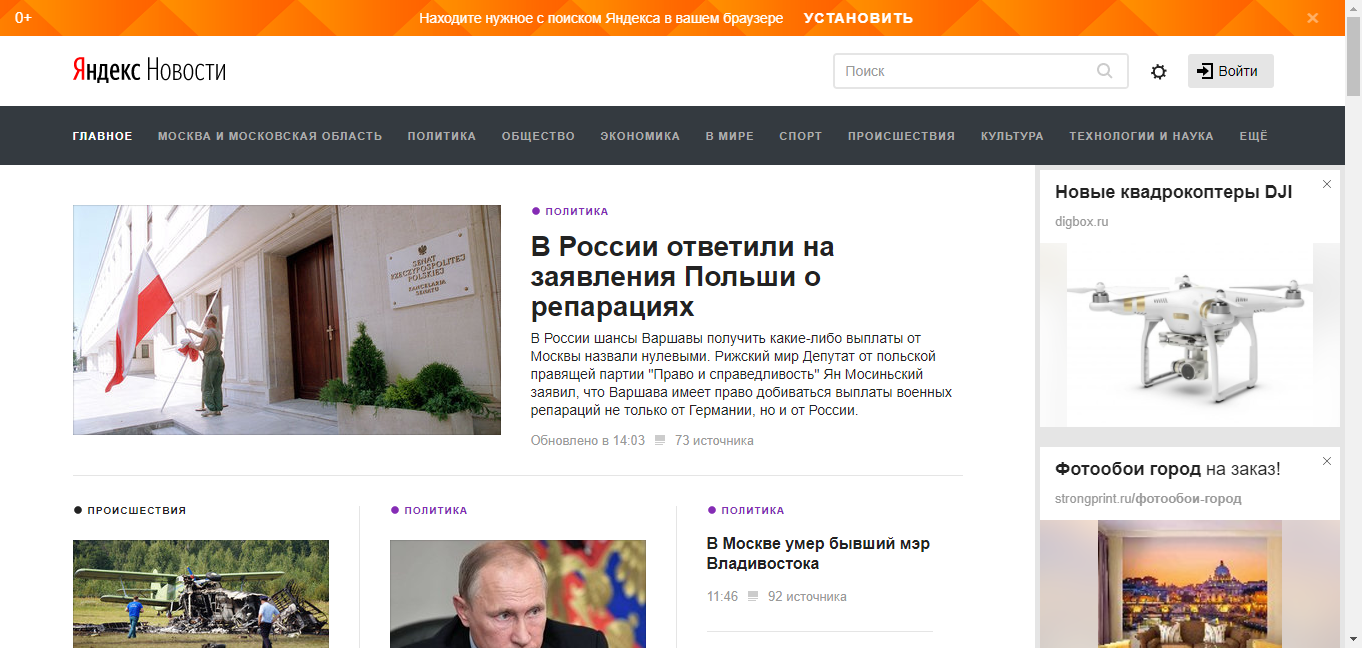 0+
Находите нужное с поиском Яндекса в вашем браузере УСТАНОВИТЬ
Яндекс Новости
Поиск
Войти
ГЛАВНОЕ МОСКВА И МОСКОВСКАЯ ОБЛАСТЬ ПОЛИТИКА ОБЩЕСТВО ЭКОНОМИКА В МИРЕ СПОРТ ПРОИСШЕСТВИЯ КУЛЬТУРА ТЕХНОЛОГИИ И НАУКА ЕЩЁ
SENAT
RZECZYPOSPOLITEJ
POLSKIEJ
KANCELARIA
SENATU
ПОЛИТИКА
В России ответили на
заявления Польши о
репарациях
В России шансы Варшавы получить какие-либо выплаты от
Москвы назвали нулевыми. Рижский мир Депутат от польской
правящей партии "Право и справедливость" Ян Мосиньский
заявил, что Варшава имеет право добиваться выплаты военных
репараций не только от Германии, но и от России.
Обновлено в 14:03 73 источника
Новые квадрокоптеры DJI
digbox.ru
Фотообои город на заказ!
strongprint.ru/фотообои-город
ПРОИСШЕСТВИЯ
ПОЛИТИКА
ПОЛИТИКА
В Москве умер бывший мэр
Владивостока
11:46 92 источника